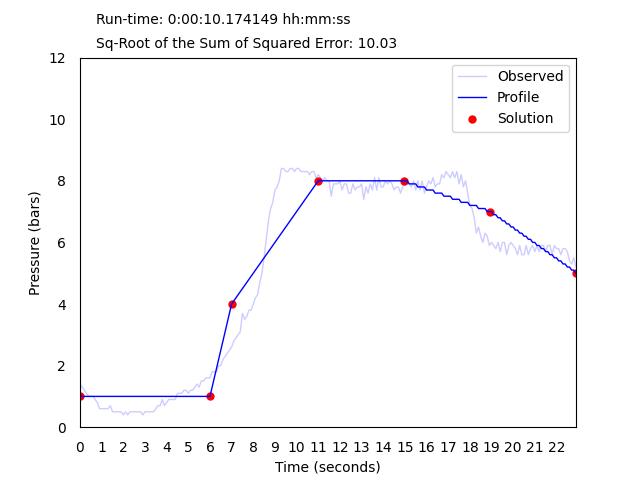 Run-time: 0:00:10.174149 hh:mm:ss
Sq-Root of the Sum of Squared Error: 10.03
12
10
8
6
4
2
0
Pressure (bars)
Observed
Profile
Solution
0 1 2 3 4 5 6 7 8 9 10 11 12 13 14 15 16 17 18 19 20 21 22
Time (seconds)